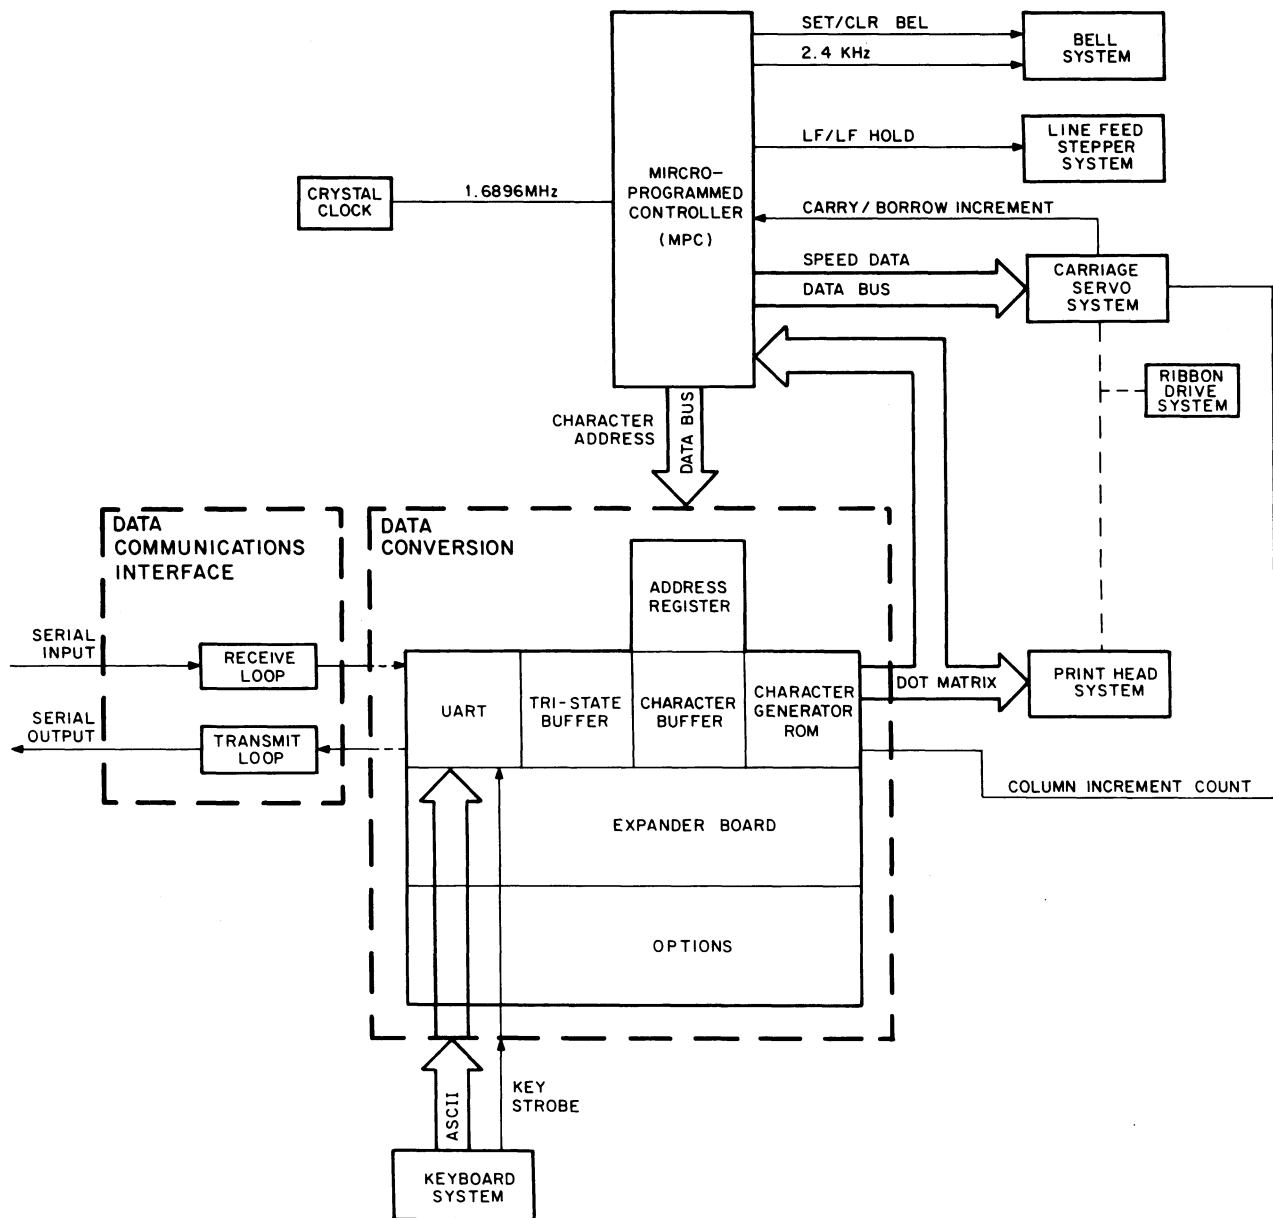 SET/CLR BEL
2.4 KHz
BELL
SYSTEM
LF/LF HOLD
LINE FEED
STEPPER
SYSTEM
MIRCRO-
PROGRAMMED
CONTROLLER
(MPC)
CRYSTAL
CLOCK
1.6896MHz
CARRY/BORROW INCREMENT
SPEED DATA
DATA BUS
CARRIAGE
SERVO
SYSTEM
RIBBON
DRIVE
SYSTEM
CHARACTER
ADDRESS
DATA BUS
DATA
COMMUNICATIONS
INTERFACE
DATA
CONVERSION
ADDRESS
REGISTER
SERIAL
INPUT
RECEIVE
LOOP
SERIAL
OUTPUT
TRANSMIT
LOOP
UART
TRI-STATE
BUFFER
CHARACTER
BUFFER
CHARACTER
GENERATOR
ROM
DOT MATRIX
PRINT HEAD
SYSTEM
COLUMN INCREMENT COUNT
EXPANDER BOARD
OPTIONS
ASCII
KEY
STROBE
KEYBOARD
SYSTEM